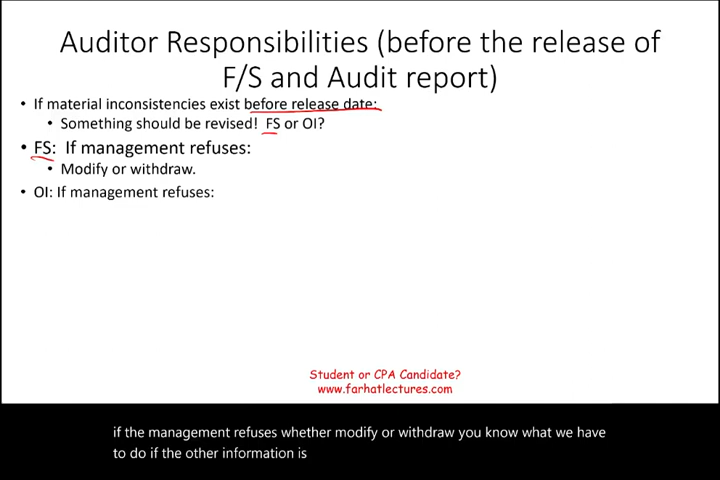 Auditor Responsibilities (before the release of
F/S and Audit report)
• If material inconsistencies exist before release date:
• Something should be revised! FS or OI?
• FS: If management refuses:
• Modify or withdraw.
• OI: If management refuses:
Student or CPA Candidate?
www.farhatlectures.com
if the management refuses whether modify or withdraw you know what we have
to do if the other information is